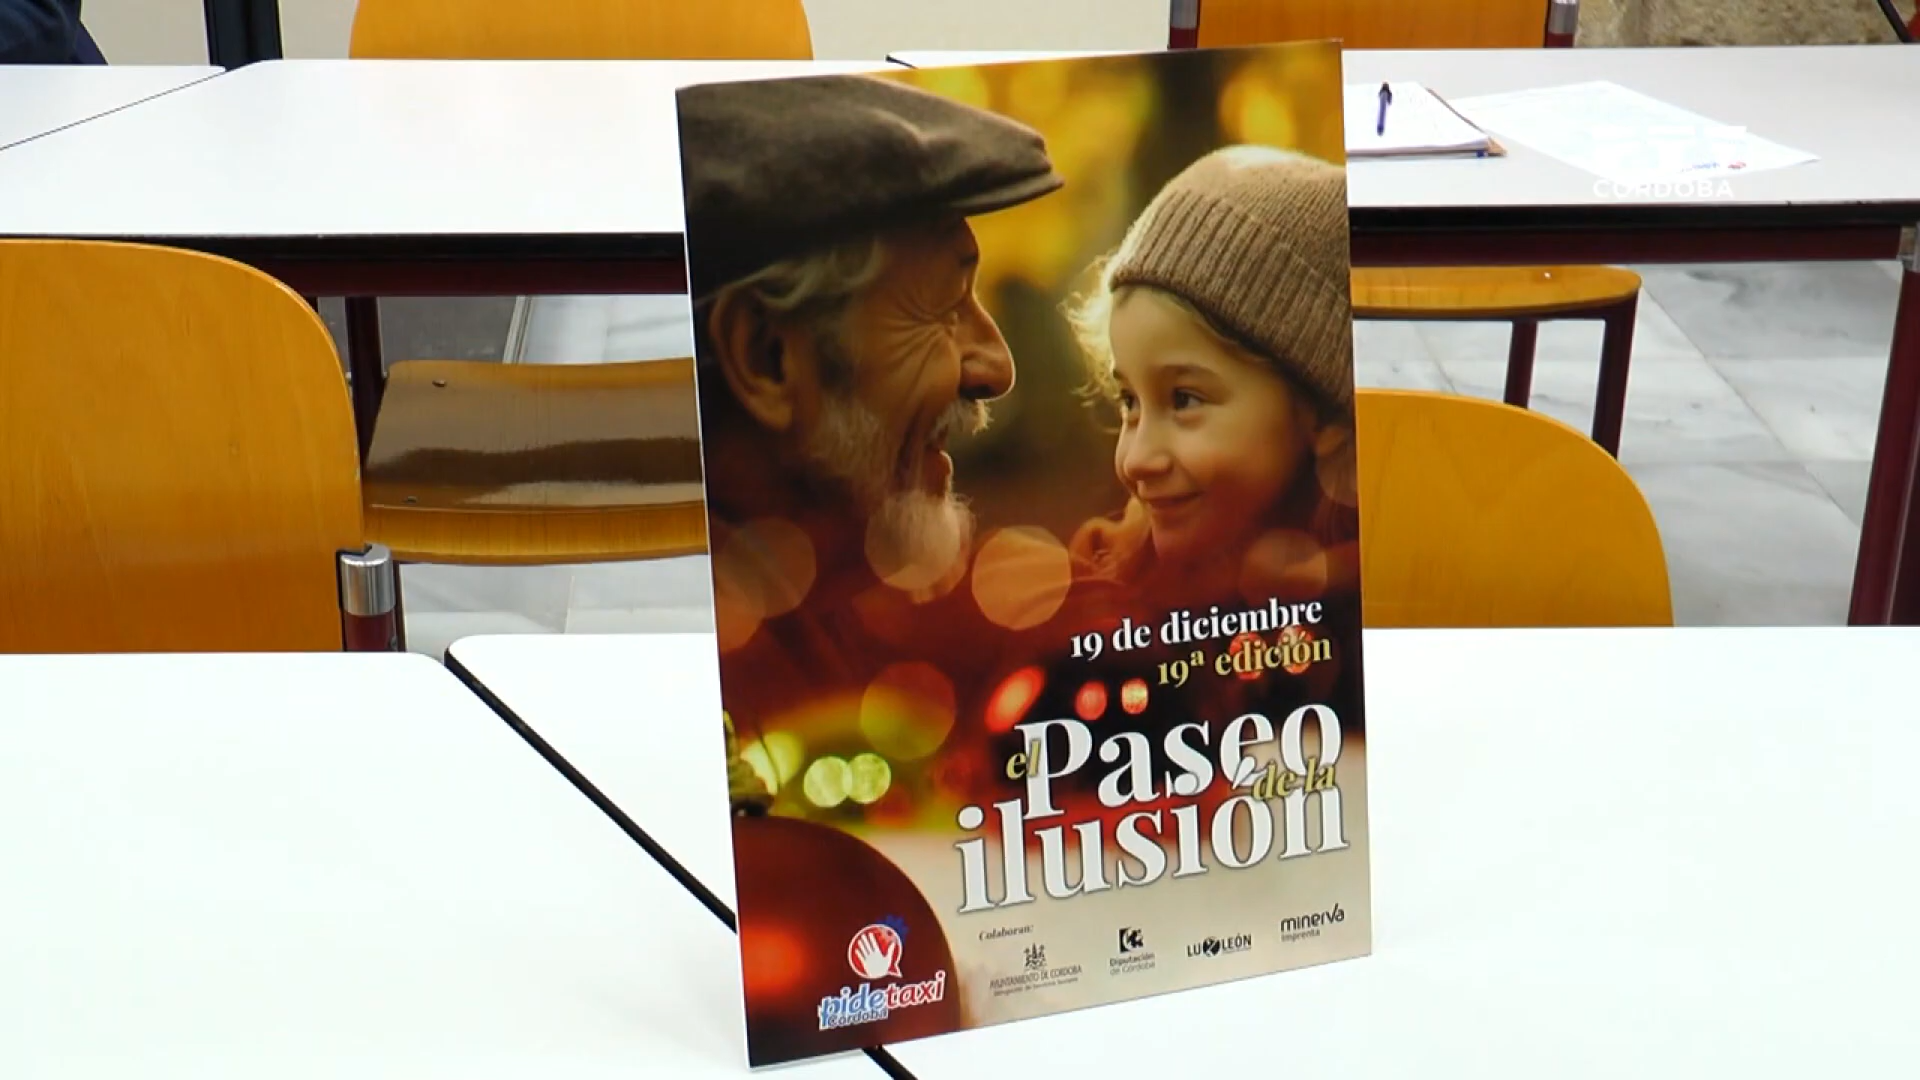 CÓRDOBA
19 de diciembre
19ª edición
el Paseo
de la
ilusión
Colaboran:
AYUNTAMIENTO DE CÓRDOBA
Diputación
de Córdoba
LUZ LEÓN
minerva
imprenta
pidetaxi
Córdoba